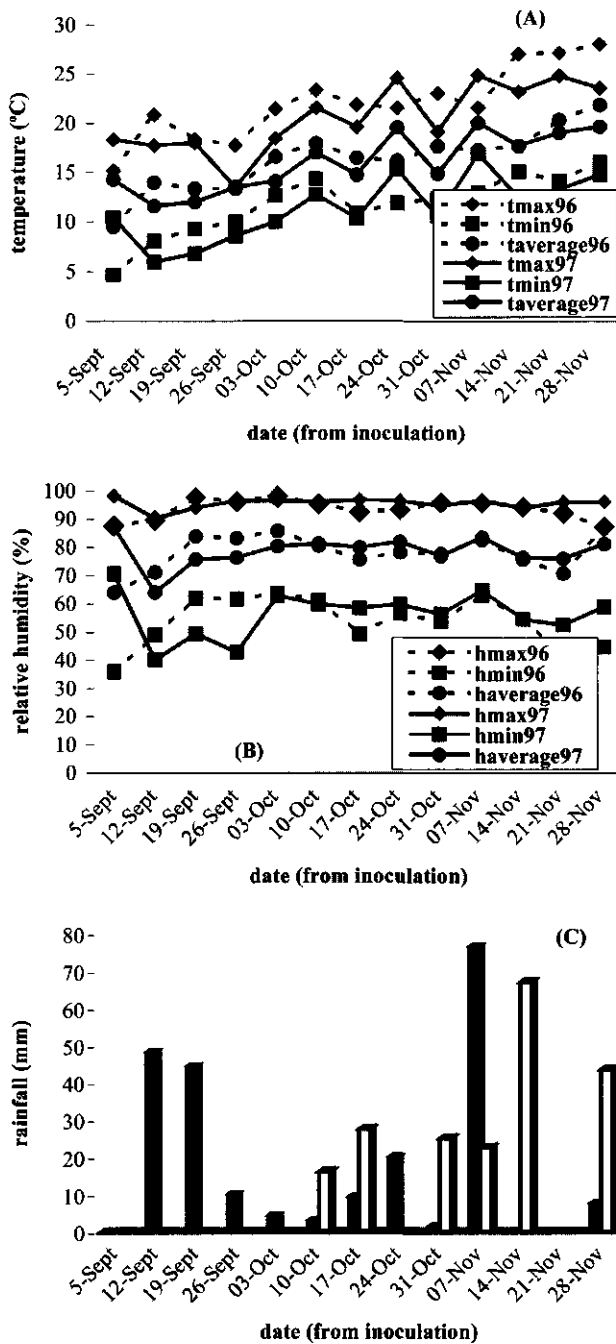 (A)
30
25
20
15
10
5
0
temperature (°C)
tmax96
tmin96
taverage96
tmax97
tmin97
taverage97
5-Sept
12-Sept
19-Sept
26-Sept
03-Oct
10-Oct
17-Oct
24-Oct
31-Oct
07-Nov
14-Nov
21-Nov
28-Nov
date (from inoculation)
100
90
80
70
60
50
40
30
20
10
0
relative humidity (%)
hmax96
hmin96
haverage96
hmax97
hmin97
haverage97
(B)
5-Sept
12-Sept
19-Sept
26-Sept
03-Oct
10-Oct
17-Oct
24-Oct
31-Oct
07-Nov
14-Nov
21-Nov
28-Nov
date (from inoculation)
(C)
80
70
60
50
40
30
20
10
0
rainfall (mm)
5-Sept
12-Sept
19-Sept
26-Sept
03-Oct
10-Oct
17-Oct
24-Oct
31-Oct
07-Nov
14-Nov
21-Nov
28-Nov
date (from inoculation)